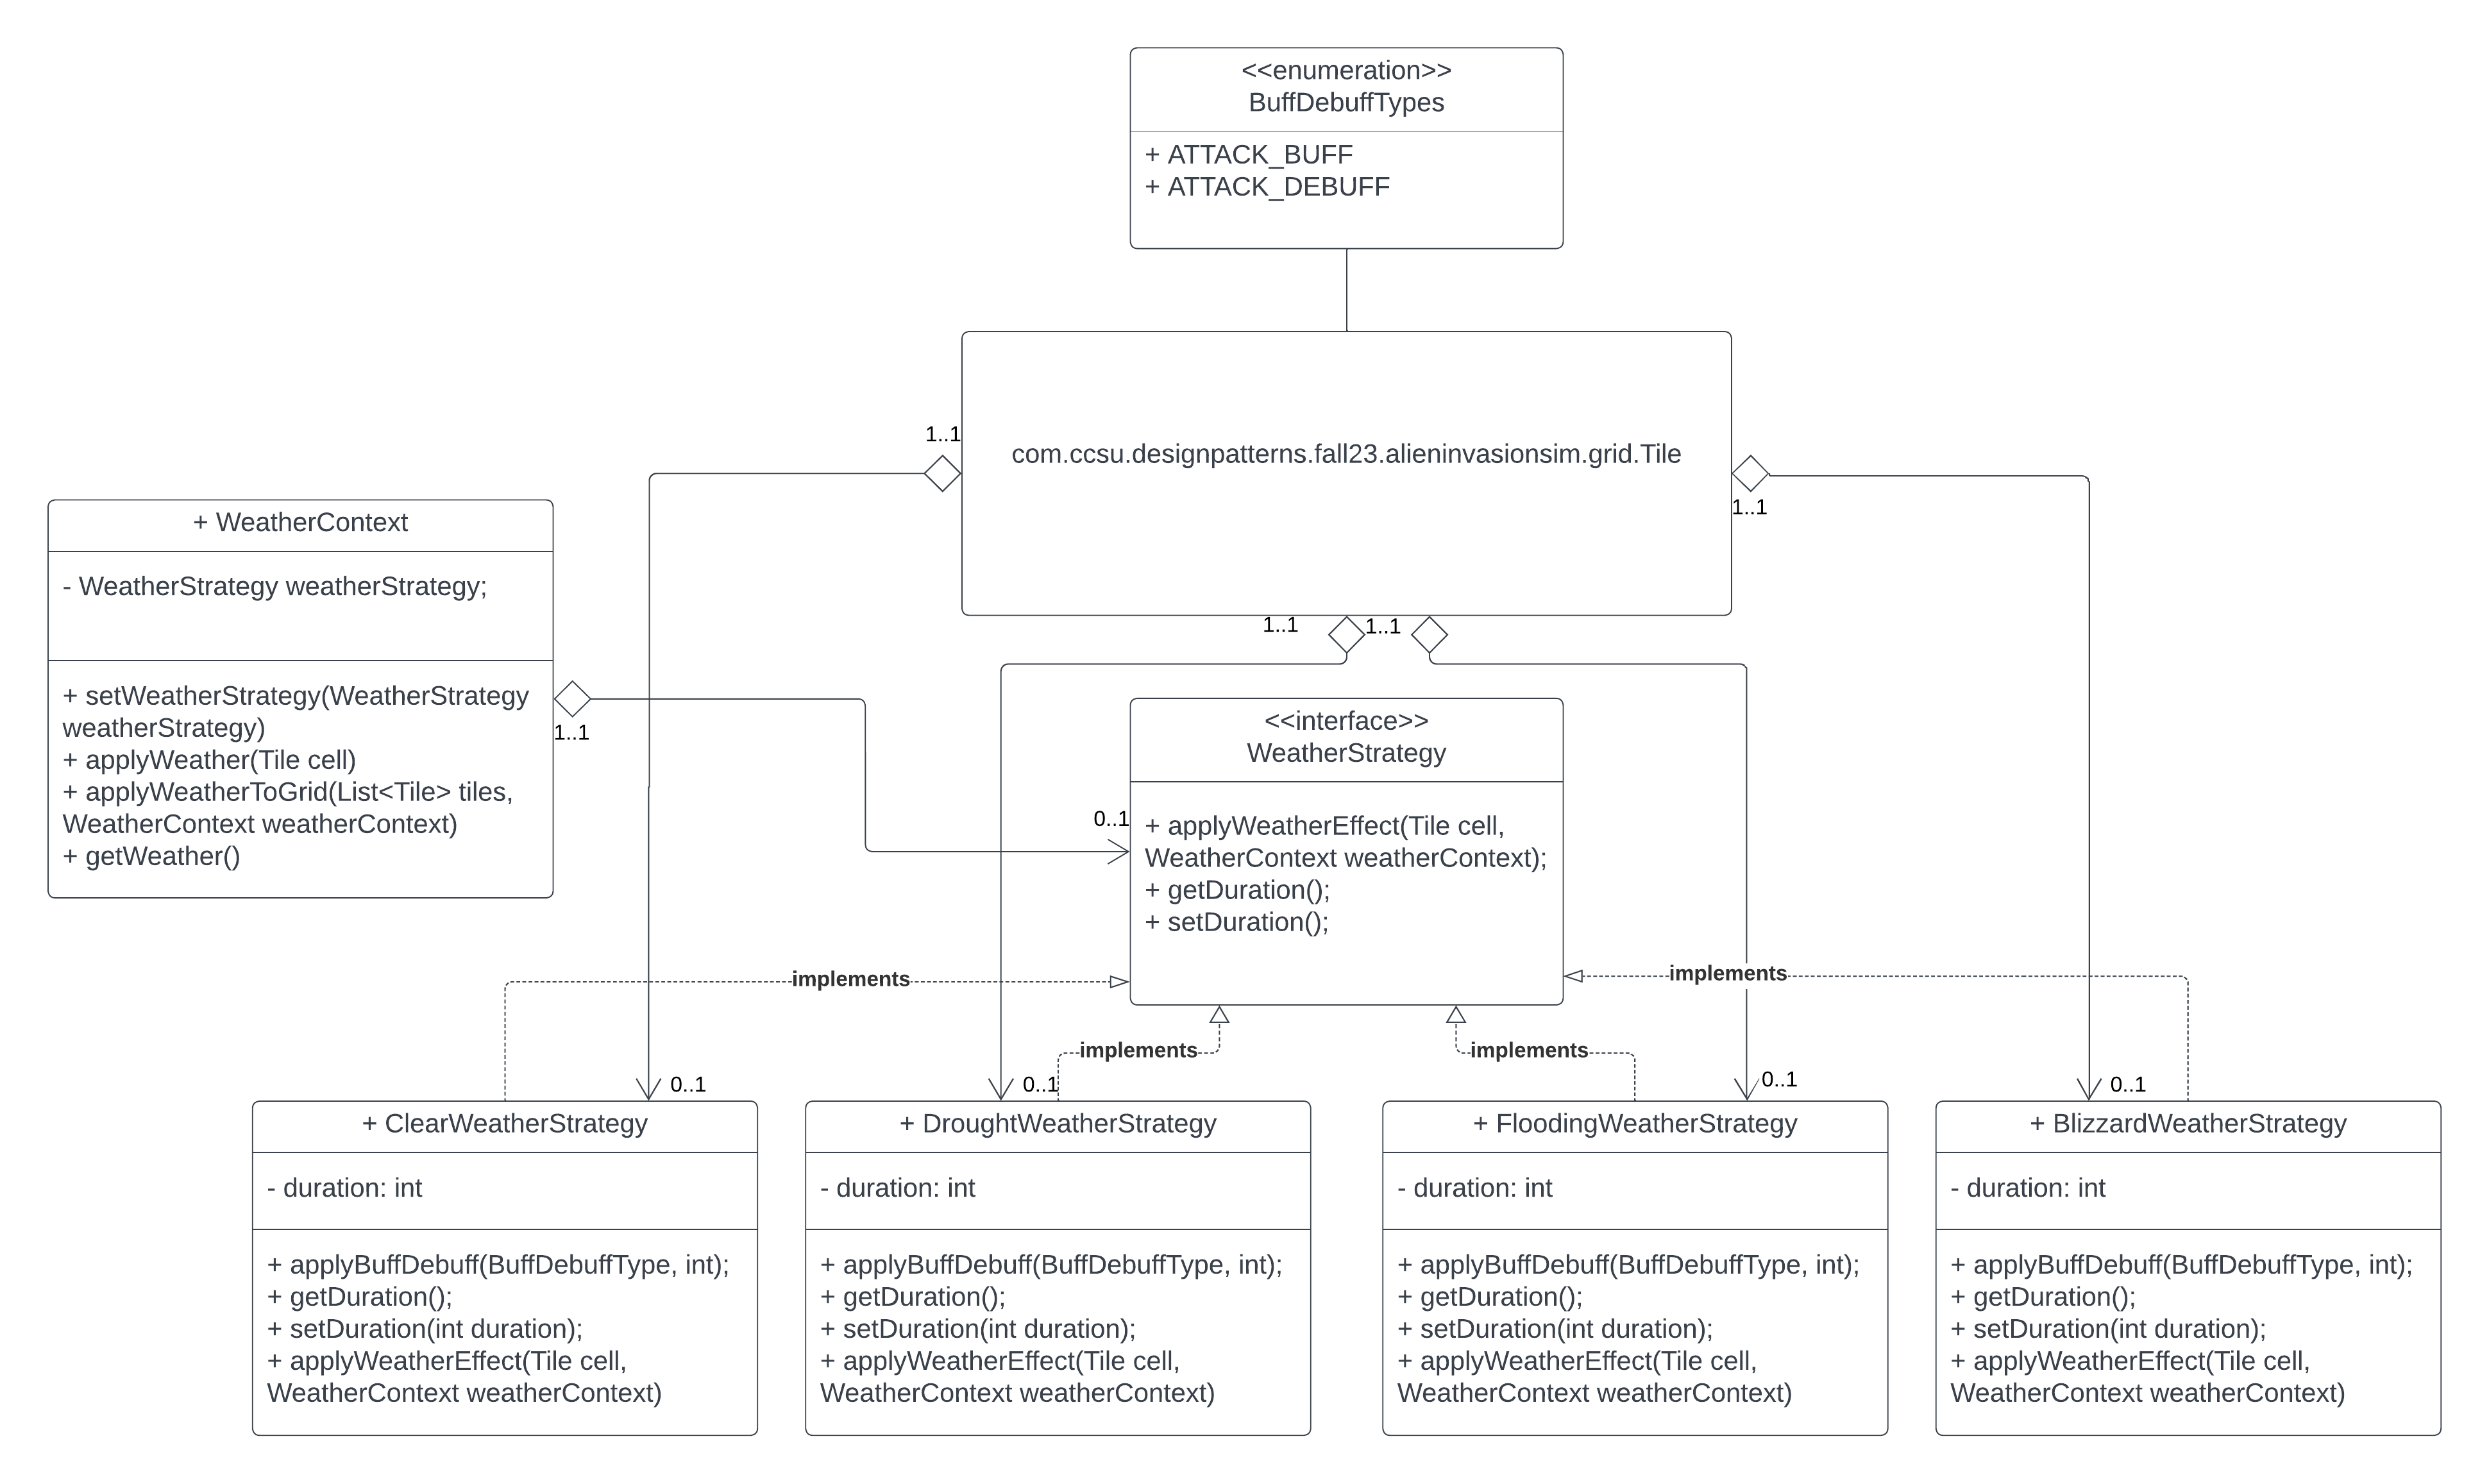 <<enumeration>>
BuffDebuffTypes
+ ATTACK_BUFF
+ ATTACK_DEBUFF
com.ccsu.designpatterns.fall23.alieninvasionsim.grid.Tile
1..1
1..1
1..1
1..1
+ WeatherContext
- WeatherStrategy weatherStrategy;
+ setWeatherStrategy(WeatherStrategy
weatherStrategy)
+ applyWeather(Tile cell)
+ applyWeatherToGrid(List<Tile> tiles,
WeatherContext weatherContext)
+ getWeather()
1..1
0..1
<<interface>>
WeatherStrategy
+ applyWeatherEffect(Tile cell,
WeatherContext weatherContext);
+ getDuration();
+ setDuration();
implements
implements
implements
implements
0..1
0..1
0..1
0..1
+ ClearWeatherStrategy
- duration: int
+ applyBuffDebuff(BuffDebuffType, int);
+ getDuration();
+ setDuration(int duration);
+ applyWeatherEffect(Tile cell,
WeatherContext weatherContext)
+ DroughtWeatherStrategy
- duration: int
+ applyBuffDebuff(BuffDebuffType, int);
+ getDuration();
+ setDuration(int duration);
+ applyWeatherEffect(Tile cell,
WeatherContext weatherContext)
+ FloodingWeatherStrategy
- duration: int
+ applyBuffDebuff(BuffDebuffType, int);
+ getDuration();
+ setDuration(int duration);
+ applyWeatherEffect(Tile cell,
WeatherContext weatherContext)
+ BlizzardWeatherStrategy
- duration: int
+ applyBuffDebuff(BuffDebuffType, int);
+ getDuration();
+ setDuration(int duration);
+ applyWeatherEffect(Tile cell,
WeatherContext weatherContext)